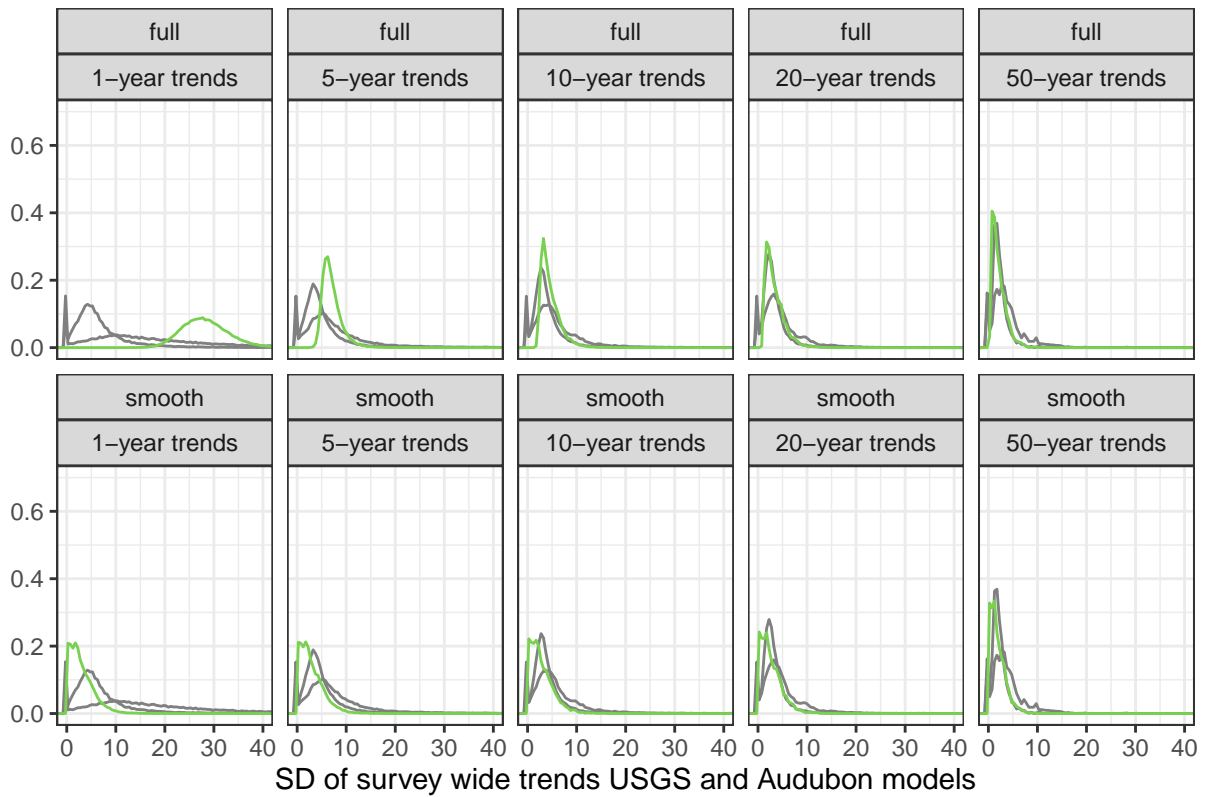 full full full full full
1−year trends 5−year trends 10−year trends 20−year trends 50−year trends
0.6
0.4
0.2
0.0
smooth smooth smooth smooth smooth
1−year trends 5−year trends 10−year trends 20−year trends 50−year trends
0.6
0.4
0.2
0.0
0 10 20 30 40 0 10 20 30 40 0 10 20 30 40 0 10 20 30 40 0 10 20 30 40
SD of survey wide trends USGS and Audubon models